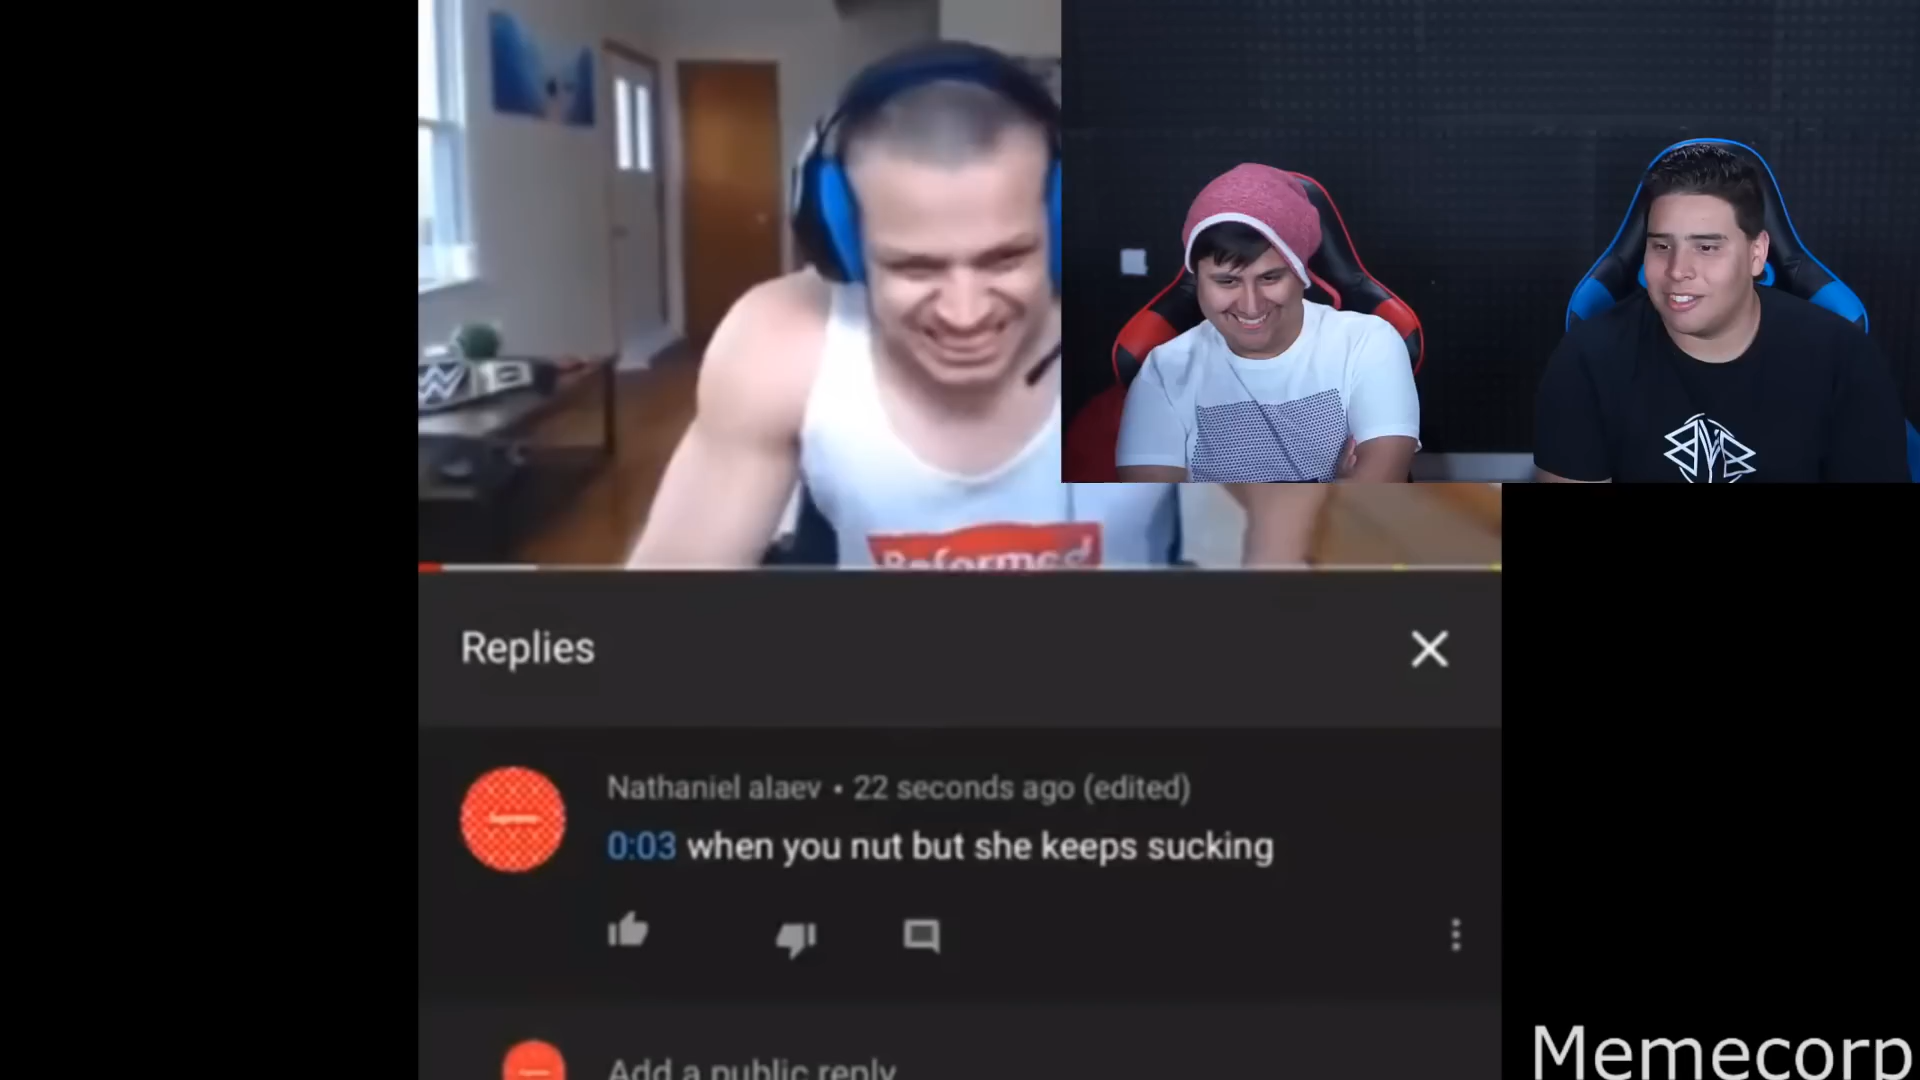 Reformed
Replies
Nathaniel alaev • 22 seconds ago (edited)
0:03 when you nut but she keeps sucking
Add a public reply
Memecorp